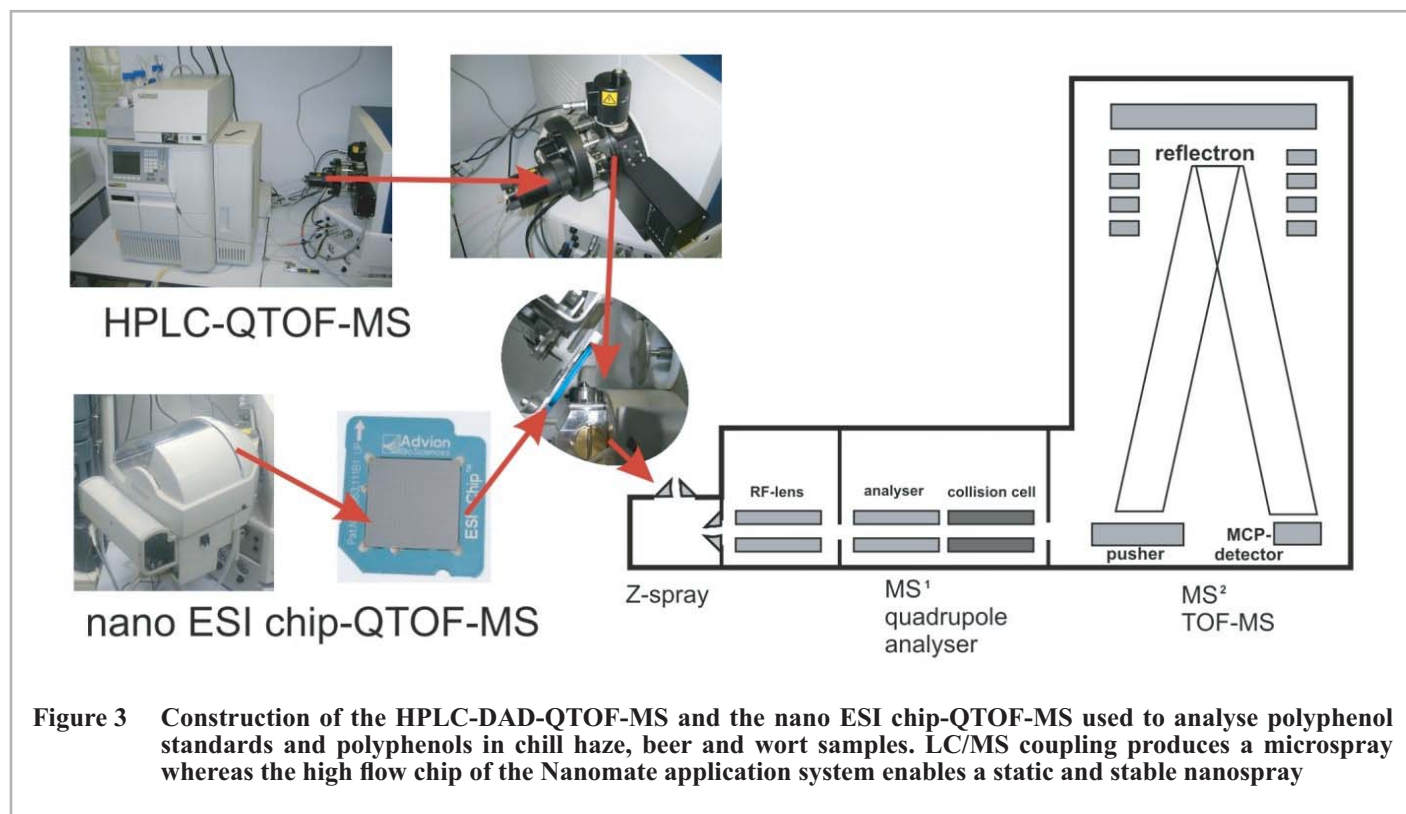 HPLC-QTOF-MS
Advion
BioSciences
ESI Chip™
nano ESI chip-QTOF-MS
reflectron
RF-lens
analyser
collision cell
pusher
MCP-
detector
Z-spray
MS¹
quadrupole
analyser
MS²
TOF-MS
Figure 3 Construction of the HPLC-DAD-QTOF-MS and the nano ESI chip-QTOF-MS used to analyse polyphenol
standards and polyphenols in chill haze, beer and wort samples. LC/MS coupling produces a microspray
whereas the high flow chip of the Nanomate application system enables a static and stable nanospray